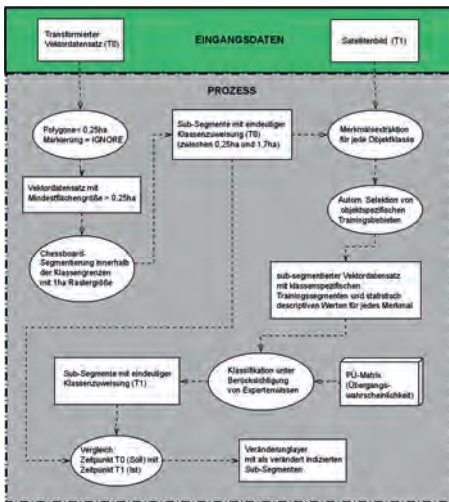 Transformierter
Vektordatensatz (T0)
EINGANGSDATEN
Satellitenbild (T1)
PROZESS
Polygone< 0,25ha
Markierung = IGNORE
Sub-Segmente mit eindeutiger
Klassenzuweisung (T0)
(zwischen 0,25ha und 1,7ha)
Merkmalsextraktion
für jede Objektklasse
Vektordatensatz mit
Mindestflächengröße > 0,25ha
Autom. Selektion von
objektspezifischen
Trainingsbebieten
Chessboard-
Segmentierung innerhalb
der Klassengrenzen
mit 1ha Rastergröße
sub-segmentierter Vektordatensatz
mit klassenspezifischen
Trainingssegmenten und statistisch
descriptiven Werten für jedes Merkmal
Sub-Segmente mit eindeutiger
Klassenzuweisung (T1)
Klassifikation unter
Berücksichtigung
von Expertenwissen
PÜ-Matrix
(Übergangs-
wahrscheinlichkeit)
Vergleich:
Zeitpunkt T0 (Soll) mit
Zeitpunkt T1 (Ist)
Veränderunglayer
mit als verändert indizierten
Sub-Segmenten